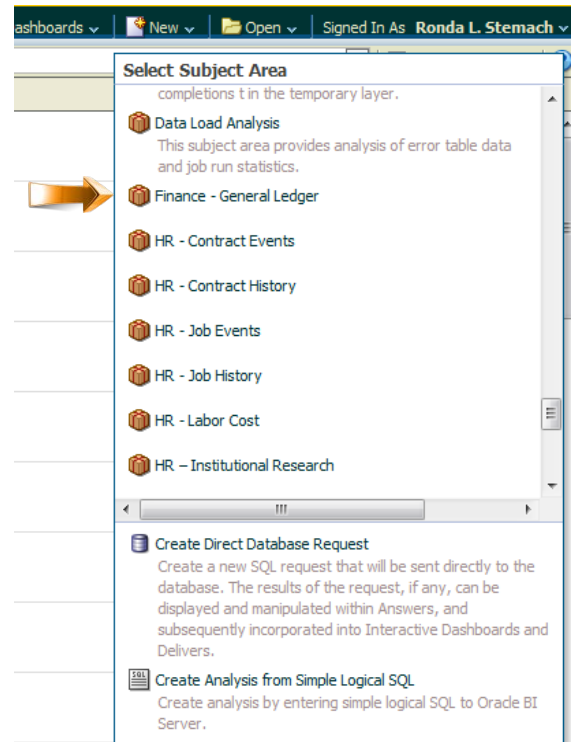 ashboards New Open Signed In As Ronda L. Stemach
Select Subject Area
completions t in the temporary layer.
Data Load Analysis
This subject area provides analysis of error table data
and job run statistics.
Finance - General Ledger
HR - Contract Events
HR - Contract History
HR - Job Events
HR - Job History
HR - Labor Cost
HR – Institutional Research
Create Direct Database Request
Create a new SQL request that will be sent directly to the
database. The results of the request, if any, can be
displayed and manipulated within Answers, and
subsequently incorporated into Interactive Dashboards and
Delivers.
SQL
Create Analysis from Simple Logical SQL
Create analysis by entering simple logical SQL to Oracle BI
Server.